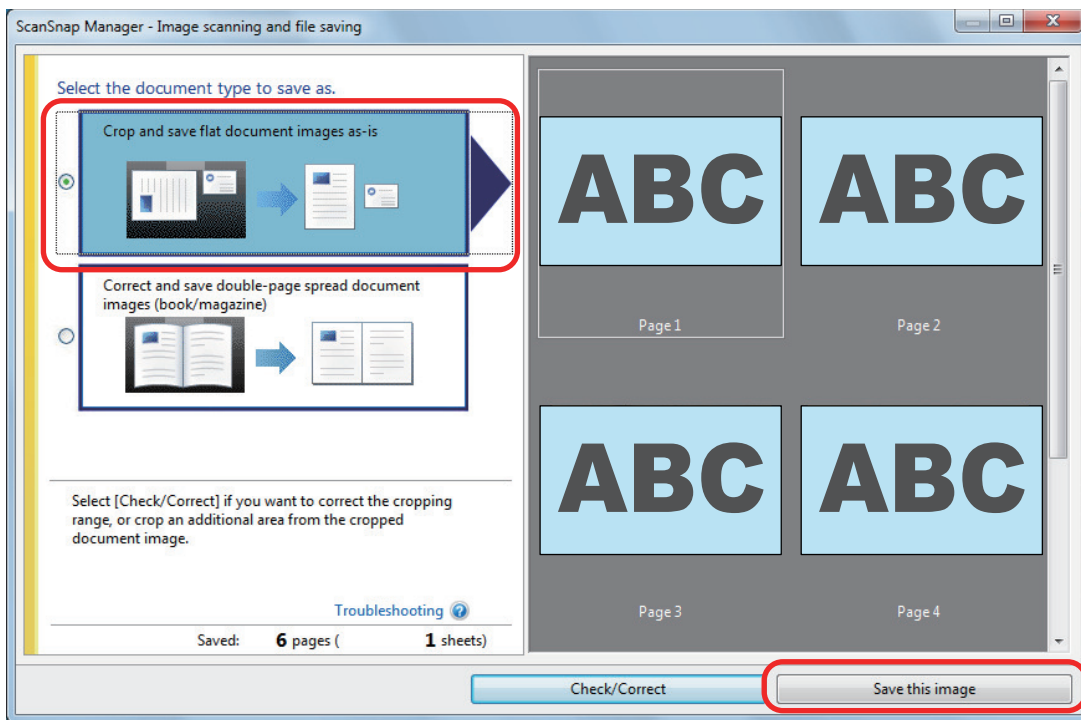 ScanSnap Manager - Image scanning and file saving
Select the document type to save as.
Crop and save flat document images as-is
Correct and save double-page spread document
images (book/magazine)
Select [Check/Correct] if you want to correct the cropping
range, or crop an additional area from the cropped
document image.
Troubleshooting
Saved: 6 pages ( 1 sheets)
ABC
ABC
Page 1
Page 2
ABC
ABC
Page 3
Page 4
Check/Correct
Save this image